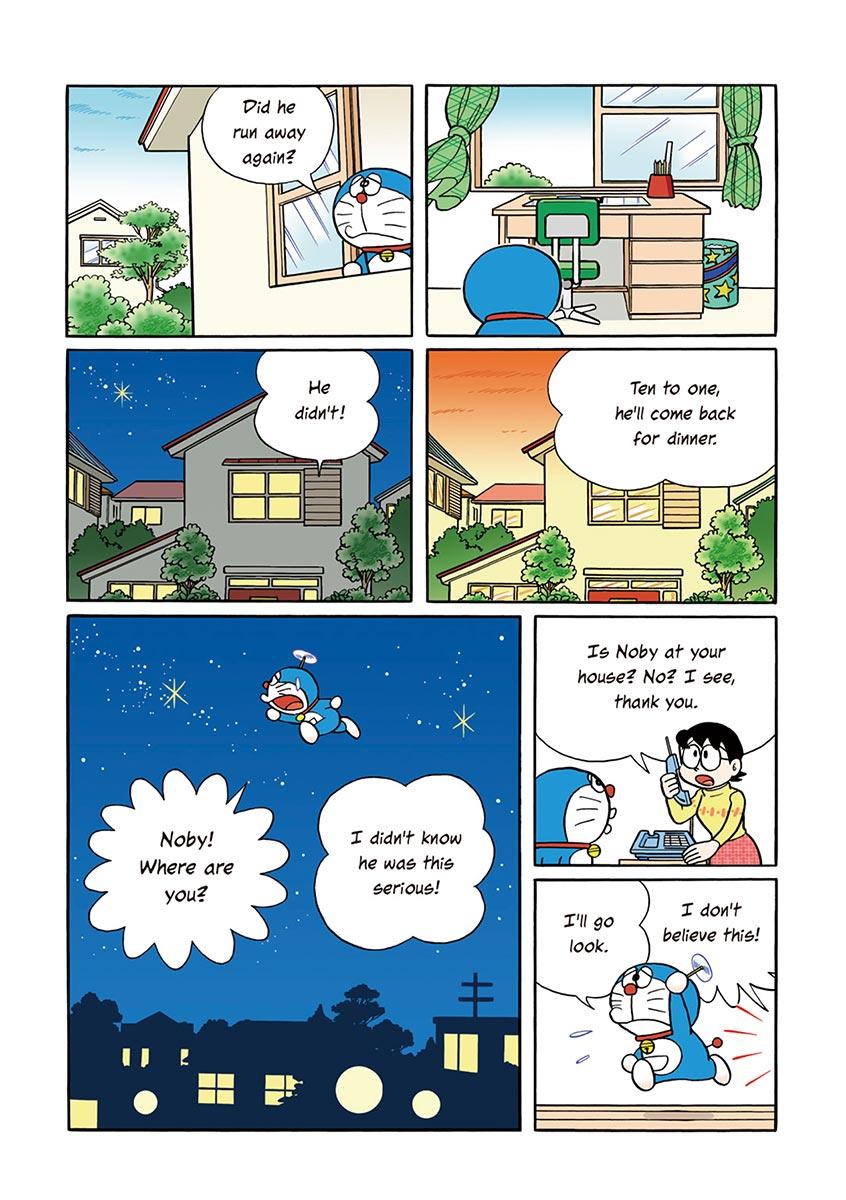 Did he
run away
again?
Ten to one,
he'll come back
for dinner.
He
didn't!
Is Noby at your
house? No? I see,
thank you.
I don't
believe this!
I'll go
look.
I didn't know
he was this
serious!
Noby!
Where are
you?